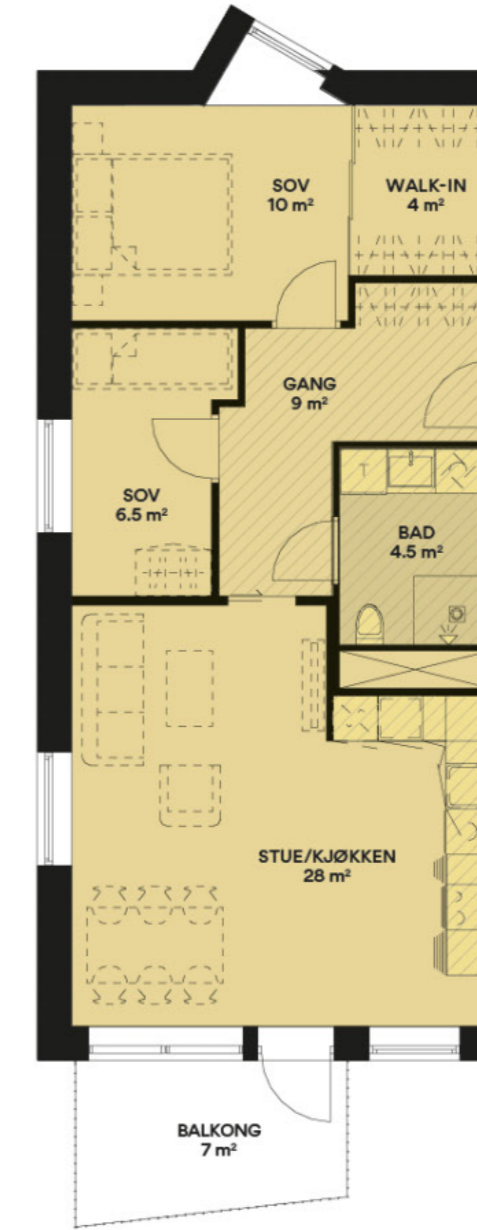 SOV
10 m²
WALK-IN
4 m²
GANG
9 m²
SOV
6.5 m²
BAD
4.5 m²
T
STUE/KJØKKEN
28 m²
BALKONG
7 m²